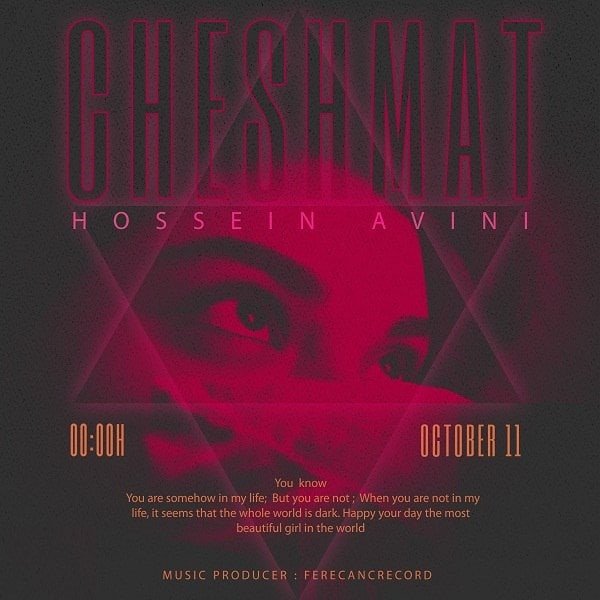 CHESHMAT
HOSSEIN AVINI
00:00H
OCTOBER 11
You know
You are somehow in my life; But you are not ; When you are not in my
life, it seems that the whole world is dark. Happy your day the most
beautiful girl in the world
MUSIC PRODUCER : FERECANCRECORD